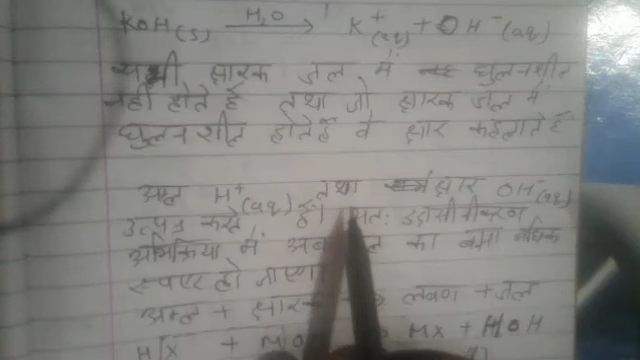 KOH(s) H₂O → K⁺(aq) + OH⁻(aq)
सभी क्षारक जल में घुलनशील
नही होते है तथा जो क्षारक जल में
घुलनशील होते हैं वे क्षार कहलाते हैं
अम्ल H⁺(aq) तथा क्षार OH⁻(aq)
उत्पन्न करते हैं। अतः उदासीनीकरण
अभिक्रिया में का
स्पष्ट हो जाएगा
अम्ल + क्षारक → लवण + जल
H X + M → MX + HOH